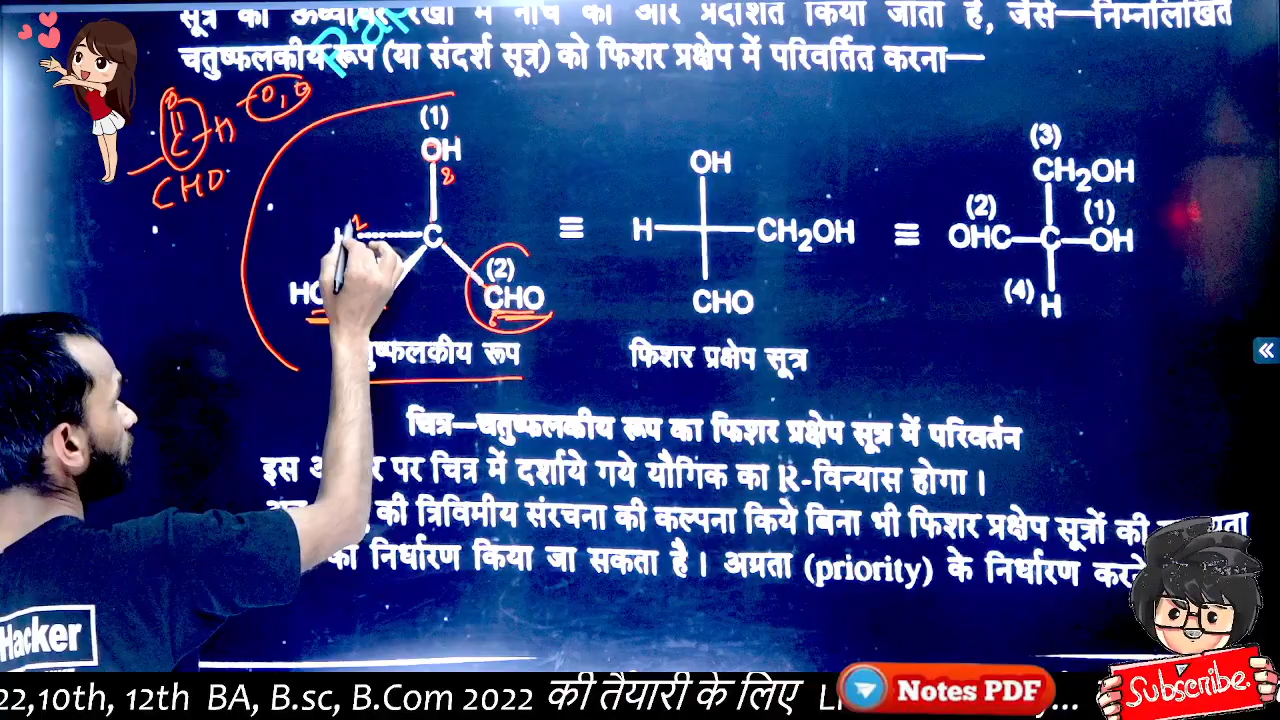 सूत्र को ऊर्ध्वाधर रेखा में नीचे की ओर प्रदर्शित किया जाता है, जैसे—निम्नलिखित
चतुष्फलकीय रूप (या संदर्श सूत्र) को फिशर प्रक्षेप में परिवर्तित करना—
O
C H
CHO
(1)
OH
8
1
C
(2)
CHO
HO
≡
OH
H CH₂OH
CHO
≡
(3)
CH₂OH
(2) (1)
OHC—C—OH
(4) H
रूप
फिशर प्रक्षेप सूत्र
चित्र—चतुष्फलकीय रूप का फिशर प्रक्षेप सूत्र में परिवर्तन
इस पर चित्र में दर्शाये गये यौगिक का R-विन्यास होगा।
की त्रिविमीय संरचना की कल्पना किये बिना भी फिशर प्रक्षेप सूत्रों की
का निर्धारण किया जा सकता है। अग्रता (priority) के निर्धारण
Hacker
22,10th, 12th BA, B.sc, B.Com 2022 की तैयारी के लिए
Notes PDF
Subscribe